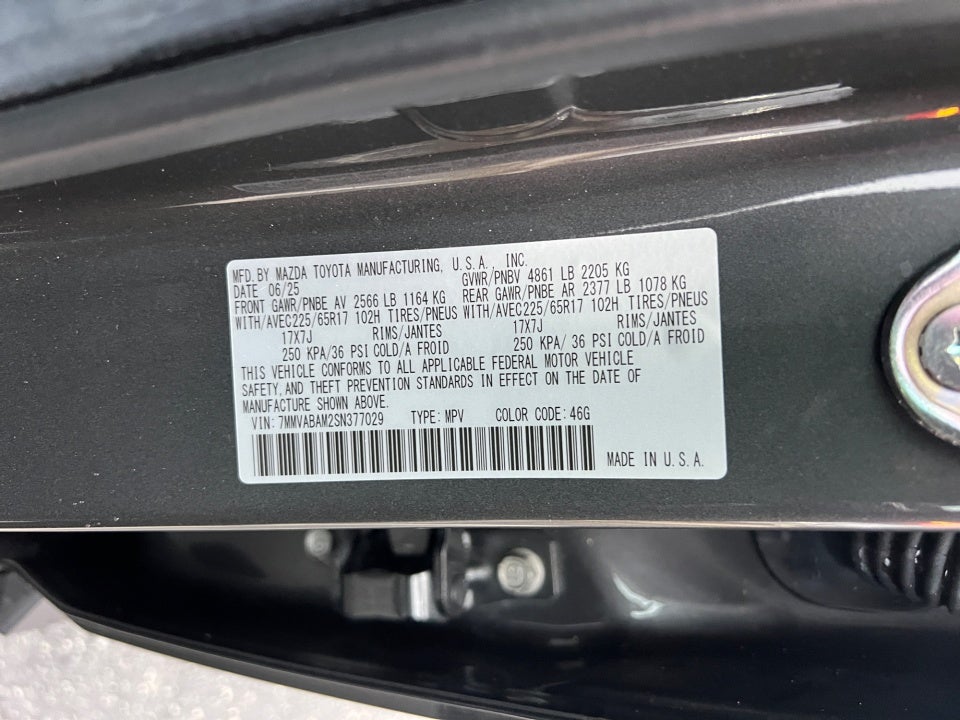 MFD. BY MAZDA TOYOTA MANUFACTURING, U.S.A., INC.
DATE 06/25 GVWR/PNBV 4861 LB 2205 KG
FRONT GAWR/PNBE AV 2566 LB 1164 KG REAR GAWR/PNBE AR 2377 LB 1078 KG
WITH/AVEC225/65R17 102H TIRES/PNEUS WITH/AVEC225/65R17 102H TIRES/PNEUS
17X7J RIMS/JANTES 17X7J RIMS/JANTES
250 KPA/36 PSI COLD/A FROID 250 KPA/ 36 PSI COLD/A FROID
THIS VEHICLE CONFORMS TO ALL APPLICABLE FEDERAL MOTOR VEHICLE
SAFETY, AND THEFT PREVENTION STANDARDS IN EFFECT ON THE DATE OF
MANUFACTURE SHOWN ABOVE.
VIN: 7MMVABAM2SN377029 TYPE: MPV COLOR CODE: 46G
MADE IN U.S.A.